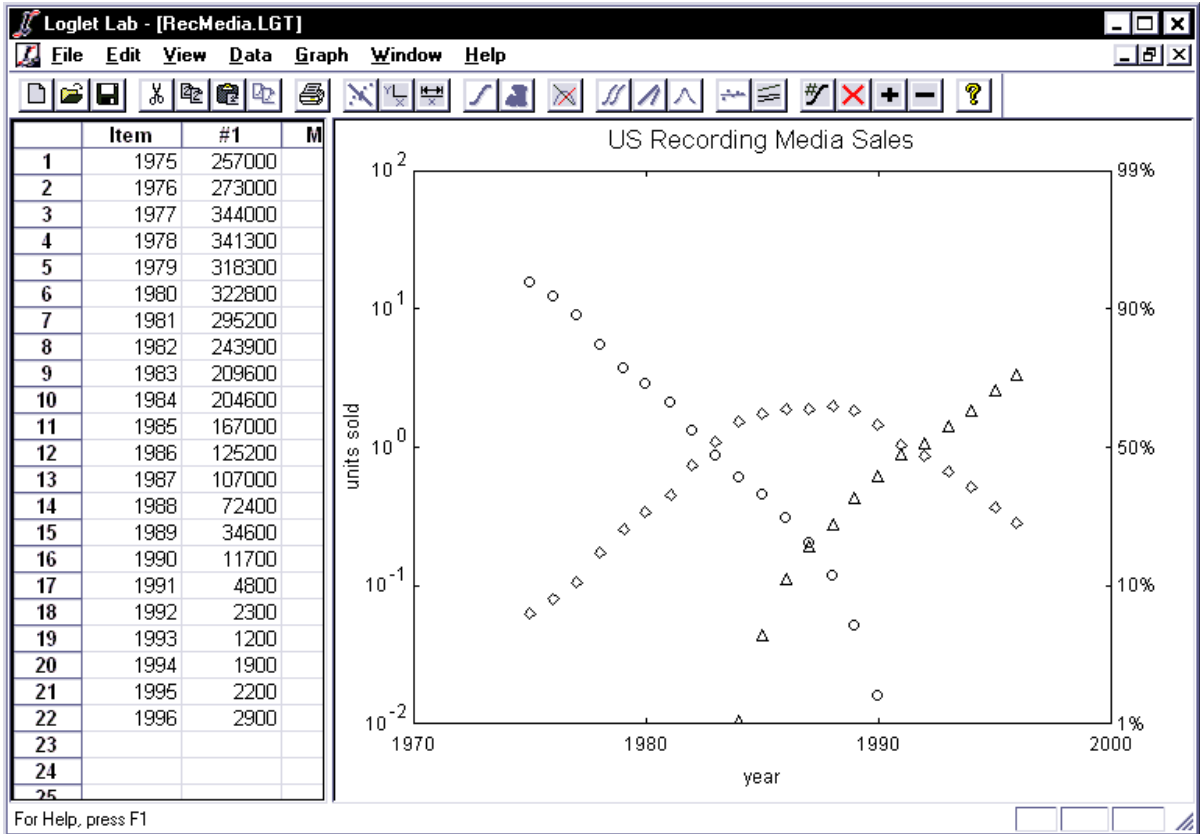 Loglet Lab - [RecMedia.LGT]
File Edit View Data Graph Window Help
Item #1 M
1 1975 257000
2 1976 273000
3 1977 344000
4 1978 341300
5 1979 318300
6 1980 322800
7 1981 295200
8 1982 243900
9 1983 209600
10 1984 204600
11 1985 167000
12 1986 125200
13 1987 107000
14 1988 72400
15 1989 34600
16 1990 11700
17 1991 4800
18 1992 2300
19 1993 1200
20 1994 1900
21 1995 2200
22 1996 2900
23
24
25
US Recording Media Sales
10^2 99%
10^1 90%
10^0 50%
10^-1 10%
10^-2 1%
units sold
1970 1980 1990 2000
year
For Help, press F1